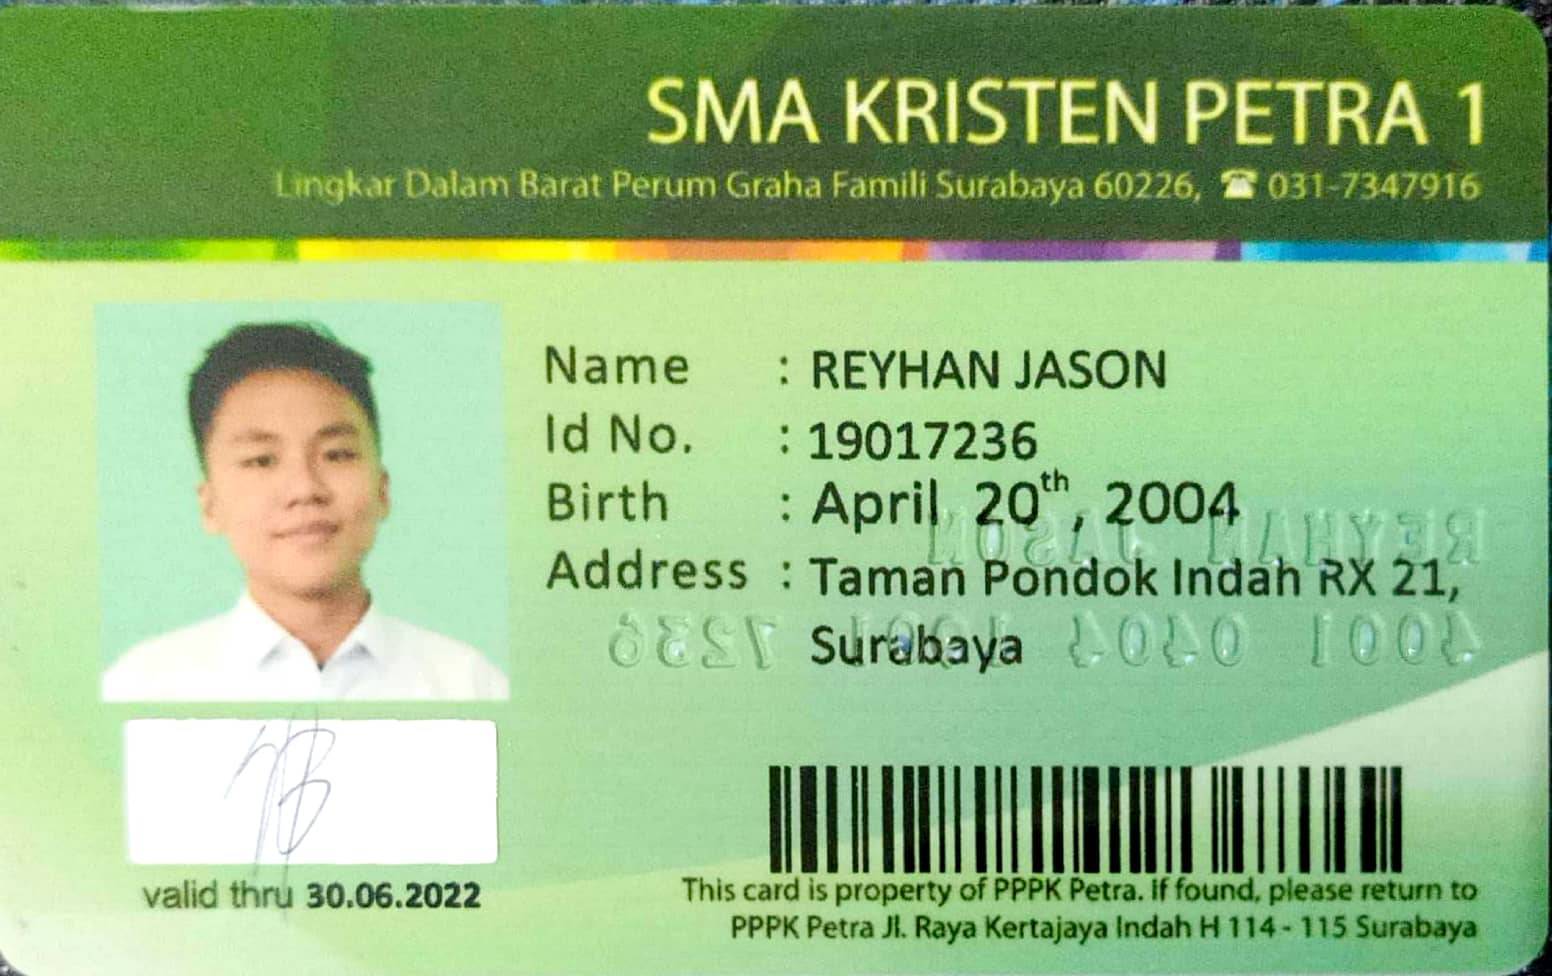 SMA KRISTEN PETRA 1
Lingkar Dalam Barat Perum Graha Famili Surabaya 60226, ☎ 031-7347916
Name : REYHAN JASON
Id No. : 19017236
Birth : April 20th, 2004
Address : Taman Pondok Indah RX 21,
Surabaya
REYHAN JASON
4001 0404 1901 7236
valid thru 30.06.2022
This card is property of PPPK Petra. If found, please return to
PPPK Petra Jl. Raya Kertajaya Indah H 114 - 115 Surabaya